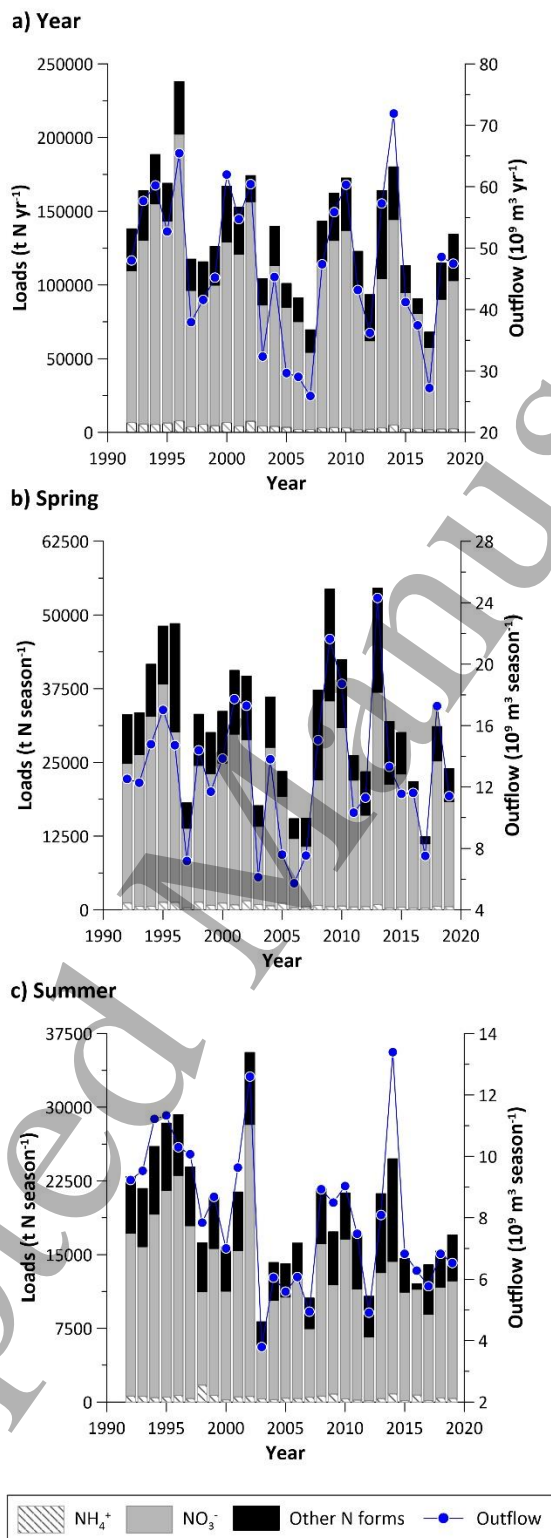 a) Year
250000
200000
150000
100000
50000
0
Loads (t N yr⁻¹)
80
70
60
50
40
30
20
Outflow (10⁹ m³ yr⁻¹)
1990 1995 2000 2005 2010 2015 2020
Year
b) Spring
62500
50000
37500
25000
12500
0
Loads (t N season⁻¹)
28
24
20
16
12
8
4
Outflow (10⁹ m³ season⁻¹)
1990 1995 2000 2005 2010 2015 2020
Year
c) Summer
37500
30000
22500
15000
7500
0
Loads (t N season⁻¹)
14
12
10
8
6
4
2
Outflow (10⁹ m³ season⁻¹)
1990 1995 2000 2005 2010 2015 2020
Year
NH₄⁺ NO₃⁻ Other N forms Outflow
pted Manus